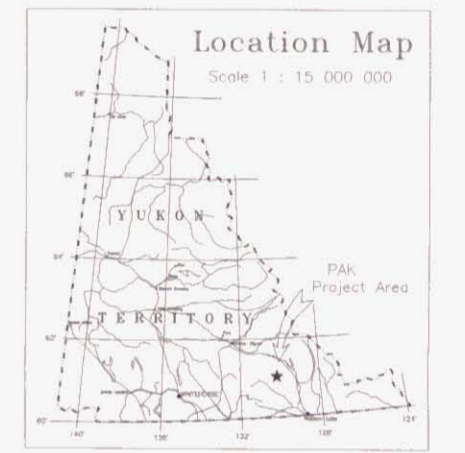 Location Map
Scale 1 : 15 000 000
68'
66'
YUKON
64'
PAK
Project Area
TERRITORY
62'
WHITEHORSE
60'
140'
136'
132'
128'
124'